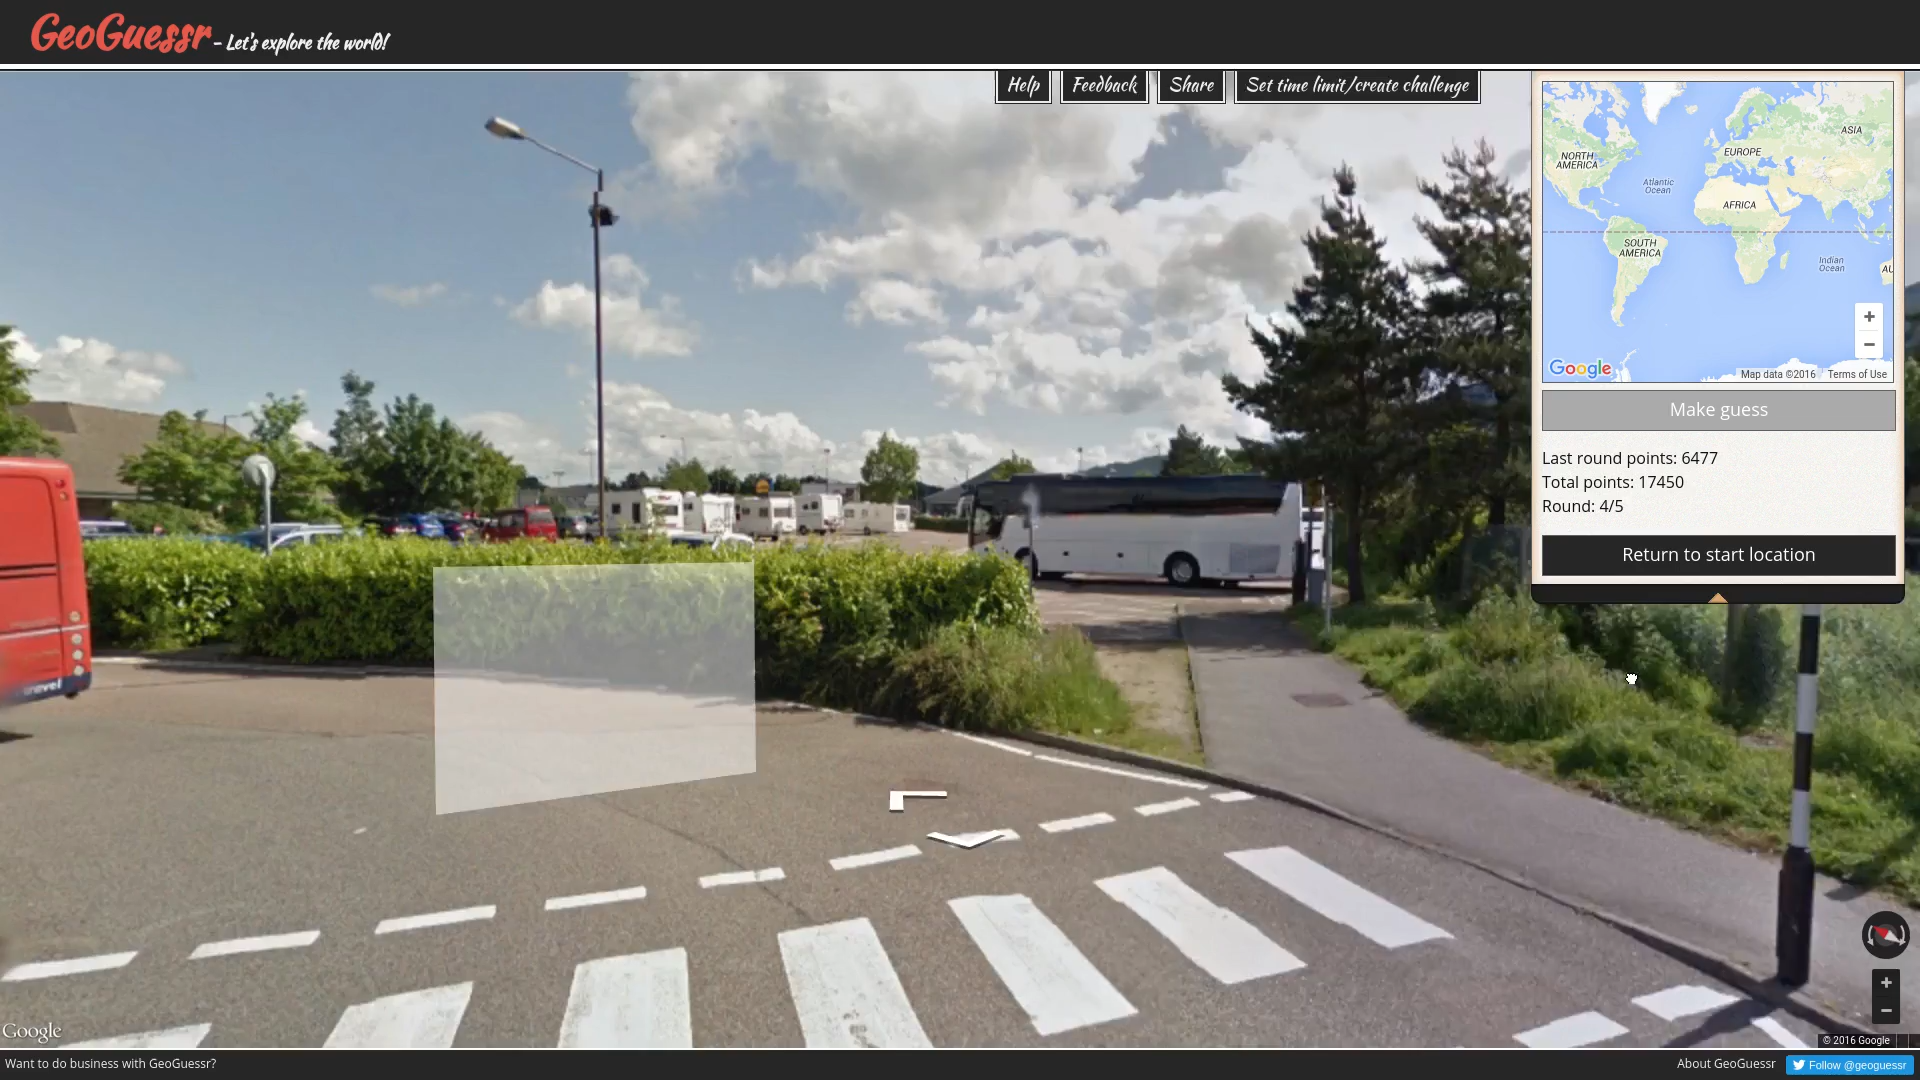 GeoGuessr - Let's explore the world!
Help
Feedback
Share
Set time limit/create challenge
NORTH AMERICA
Atlantic Ocean
EUROPE
ASIA
AFRICA
SOUTH AMERICA
Indian Ocean
AU
+
−
Google
Map data ©2016
Terms of Use
Make guess
Last round points: 6477
Total points: 17450
Round: 4/5
Return to start location
+
−
Google
© 2016 Google
Want to do business with GeoGuessr?
About GeoGuessr
Follow @geoguessr